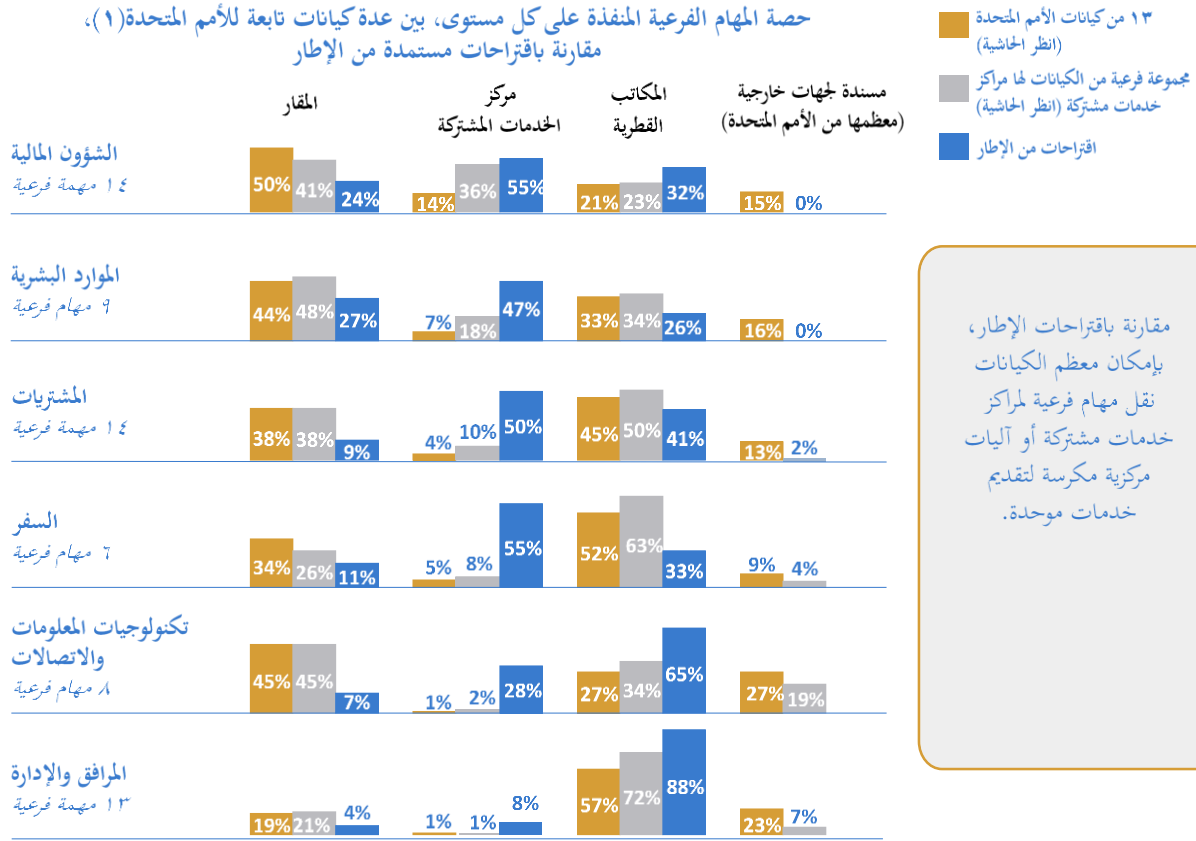 حصة المهام الفرعية المنفذة على كل مستوى، بين عدة كيانات تابعة للأمم المتحدة(١)،
مقارنة باقتراحات مستمدة من الإطار
١٣ من كيانات الأمم المتحدة
(انظر الحاشية)
مجموعة فرعية من الكيانات لها مراكز
خدمات مشتركة (انظر الحاشية)
اقتراحات من الإطار
المقار
مركز
الخدمات المشتركة
المكاتب
القطرية
مسندة لجهات خارجية
(معظمها من الأمم المتحدة)
الشؤون المالية
١٤ مهمة فرعية
50% 41% 24% 14% 36% 55% 21% 23% 32% 15% 0%
الموارد البشرية
٩ مهام فرعية
44% 48% 27% 7% 18% 47% 33% 34% 26% 16% 0%
المشتريات
١٤ مهمة فرعية
38% 38% 9% 4% 10% 50% 45% 50% 41% 13% 2%
السفر
٦ مهام فرعية
34% 26% 11% 5% 8% 55% 52% 63% 33% 9% 4%
تكنولوجيات المعلومات
والاتصالات
٨ مهام فرعية
45% 45% 7% 1% 2% 28% 27% 34% 65% 27% 19%
المرافق والإدارة
١٣ مهمة فرعية
19% 21% 4% 1% 1% 8% 57% 72% 88% 23% 7%
مقارنة باقتراحات الإطار،
بإمكان معظم الكيانات
نقل مهام فرعية لمراكز
خدمات مشتركة أو آليات
مركزية مكرسة لتقديم
خدمات موحدة.